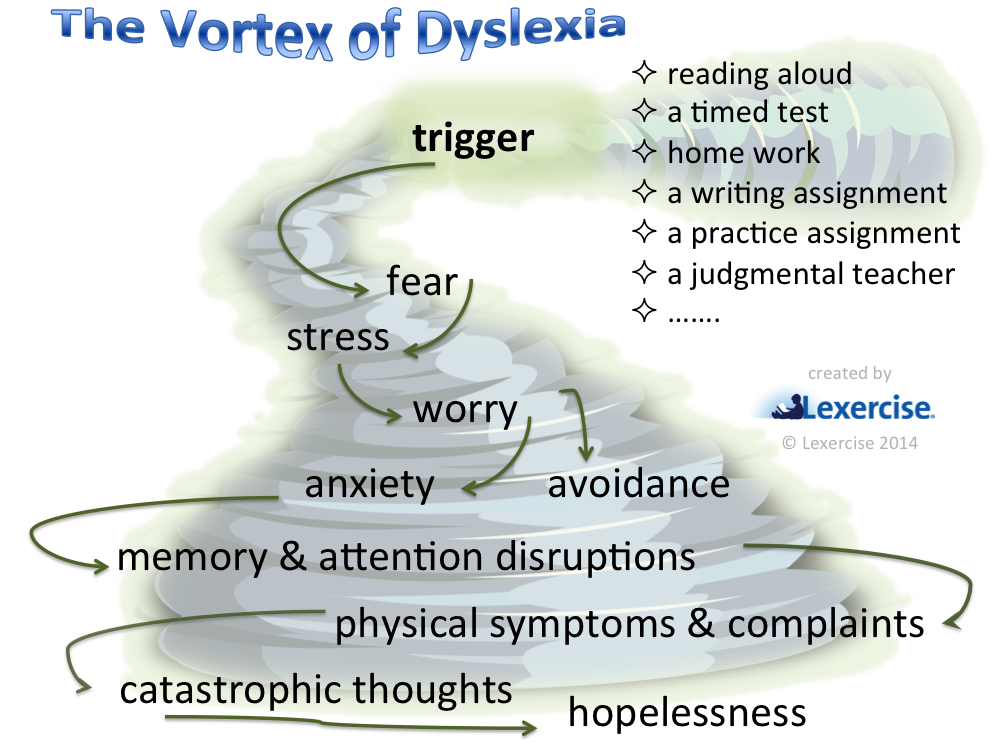 The Vortex of Dyslexia
trigger
✧ reading aloud
✧ a timed test
✧ home work
✧ a writing assignment
✧ a practice assignment
✧ a judgmental teacher
✧ .......
fear
stress
worry
anxiety
avoidance
memory & attention disruptions
physical symptoms & complaints
catastrophic thoughts
hopelessness
created by
Lexercise®
© Lexercise 2014